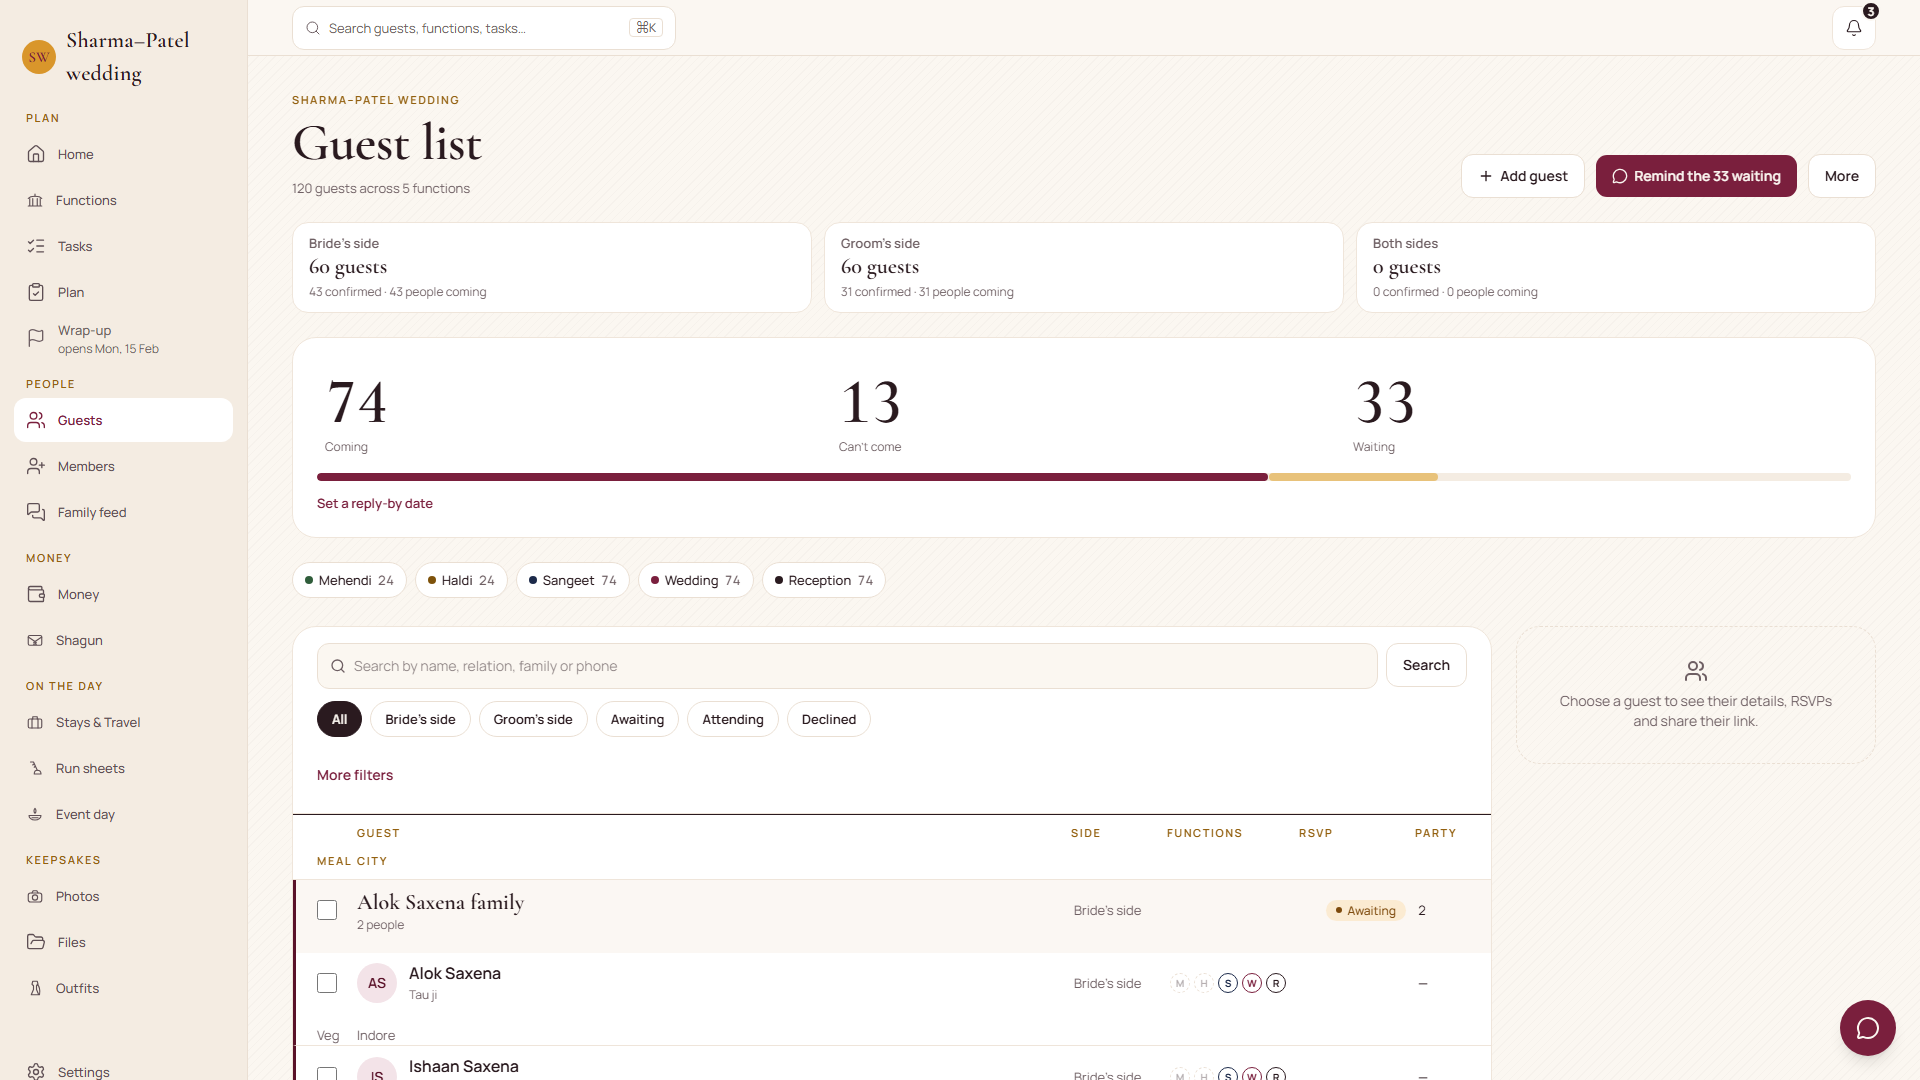 SW
Sharma–Patel
wedding
PLAN
Home
Functions
Tasks
Plan
Wrap-up
opens Mon, 15 Feb
PEOPLE
Guests
Members
Family feed
MONEY
Money
Shagun
ON THE DAY
Stays & Travel
Run sheets
Event day
KEEPSAKES
Photos
Files
Outfits
Settings
Search guests, functions, tasks... ⌘K
3
SHARMA–PATEL WEDDING
Guest list
120 guests across 5 functions
Add guest
Remind the 33 waiting
More
Bride's side
60 guests
43 confirmed · 43 people coming
Groom's side
60 guests
31 confirmed · 31 people coming
Both sides
0 guests
0 confirmed · 0 people coming
74
Coming
13
Can't come
33
Waiting
Set a reply-by date
Mehendi 24 Haldi 24 Sangeet 74 Wedding 74 Reception 74
Search by name, relation, family or phone
Search
All Bride's side Groom's side Awaiting Attending Declined
More filters
GUEST SIDE FUNCTIONS RSVP PARTY
MEAL CITY
Alok Saxena family
2 people
Bride's side Awaiting 2
AS Alok Saxena
Tau ji
Bride's side M H S W R –
Veg Indore
IS Ishaan Saxena
Bride's side M H S W R –
Choose a guest to see their details, RSVPs
and share their link.